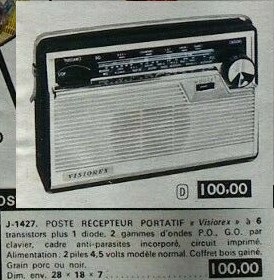 VISIOREX
D 100,00
OS
J-1427. POSTE RECEPTEUR PORTATIF « Visiorex » à 6
transistors plus 1 diode. 2 gammes d'ondes P.O., G.O. par
clavier, cadre anti-parasites incorporé, circuit imprimé.
Alimentation : 2 piles 4,5 volts modèle normal. Coffret bois gainé.
Grain porc ou noir.
Dim. env. 28 × 18 × 7 100,00